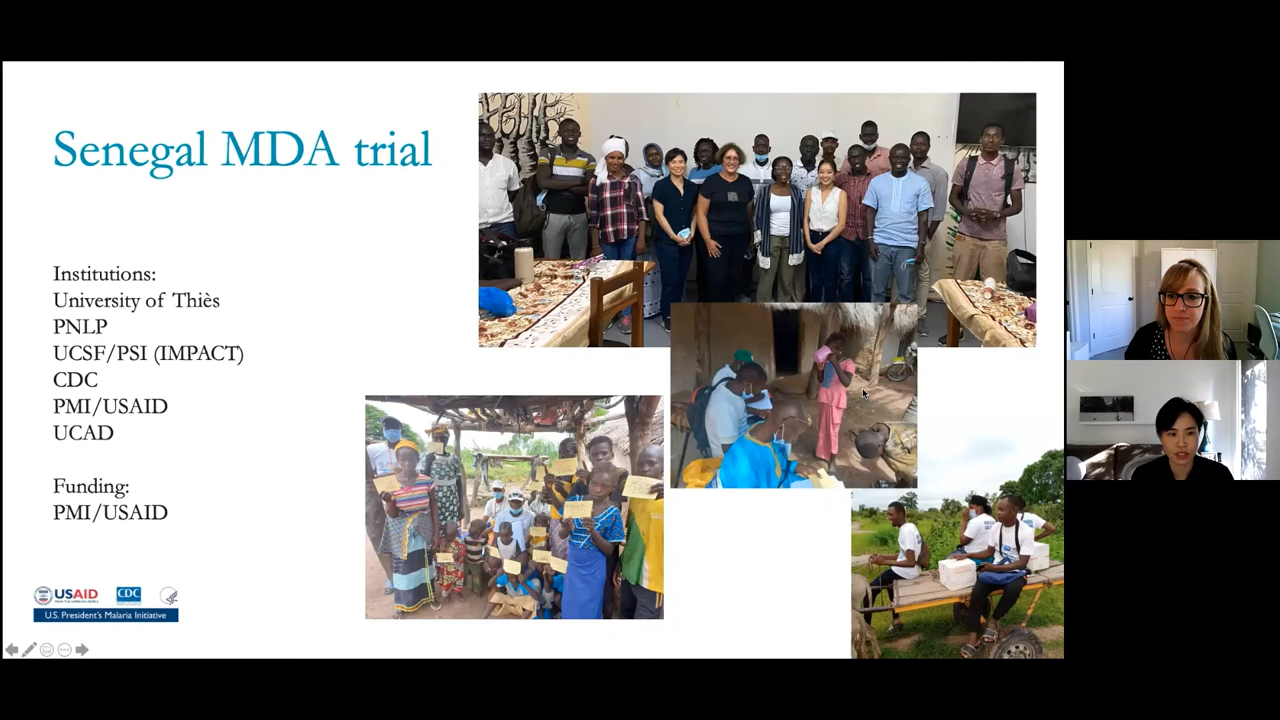 Senegal MDA trial
Institutions:
University of Thiès
PNLP
UCSF/PSI (IMPACT)
CDC
PMI/USAID
UCAD
Funding:
PMI/USAID
USAID
CDC
U.S. President's Malaria Initiative